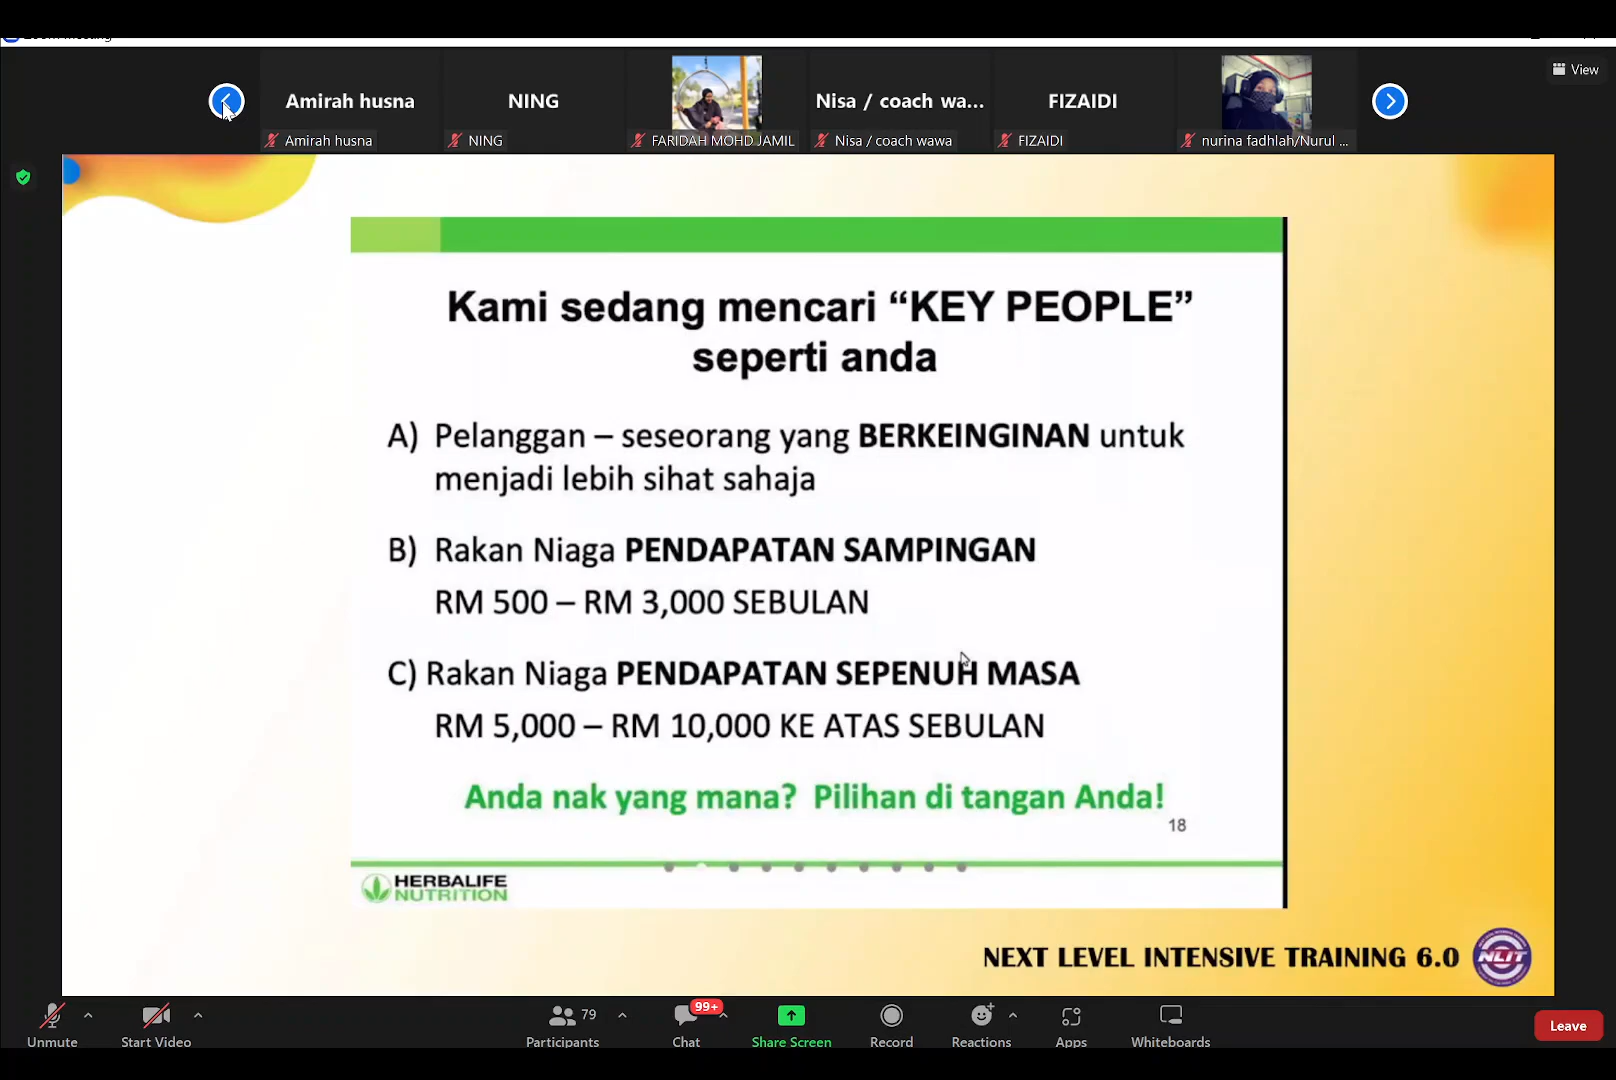 View
Amirah husna
NING
Nisa / coach wa...
FIZAIDI
Amirah husna
NING
FARIDAH MOHD JAMIL
Nisa / coach wawa
FIZAIDI
nurina fadhlah/Nurul ...
Kami sedang mencari “KEY PEOPLE”
seperti anda
A) Pelanggan – seseorang yang BERKEINGINAN untuk
menjadi lebih sihat sahaja
B) Rakan Niaga PENDAPATAN SAMPINGAN
RM 500 – RM 3,000 SEBULAN
C) Rakan Niaga PENDAPATAN SEPENUH MASA
RM 5,000 – RM 10,000 KE ATAS SEBULAN
Anda nak yang mana? Pilihan di tangan Anda!
18
HERBALIFE
NUTRITION
NEXT LEVEL INTENSIVE TRAINING 6.0
NLIT
79
99+
Unmute
Start Video
Participants
Chat
Share Screen
Record
Reactions
Apps
Whiteboards
Leave